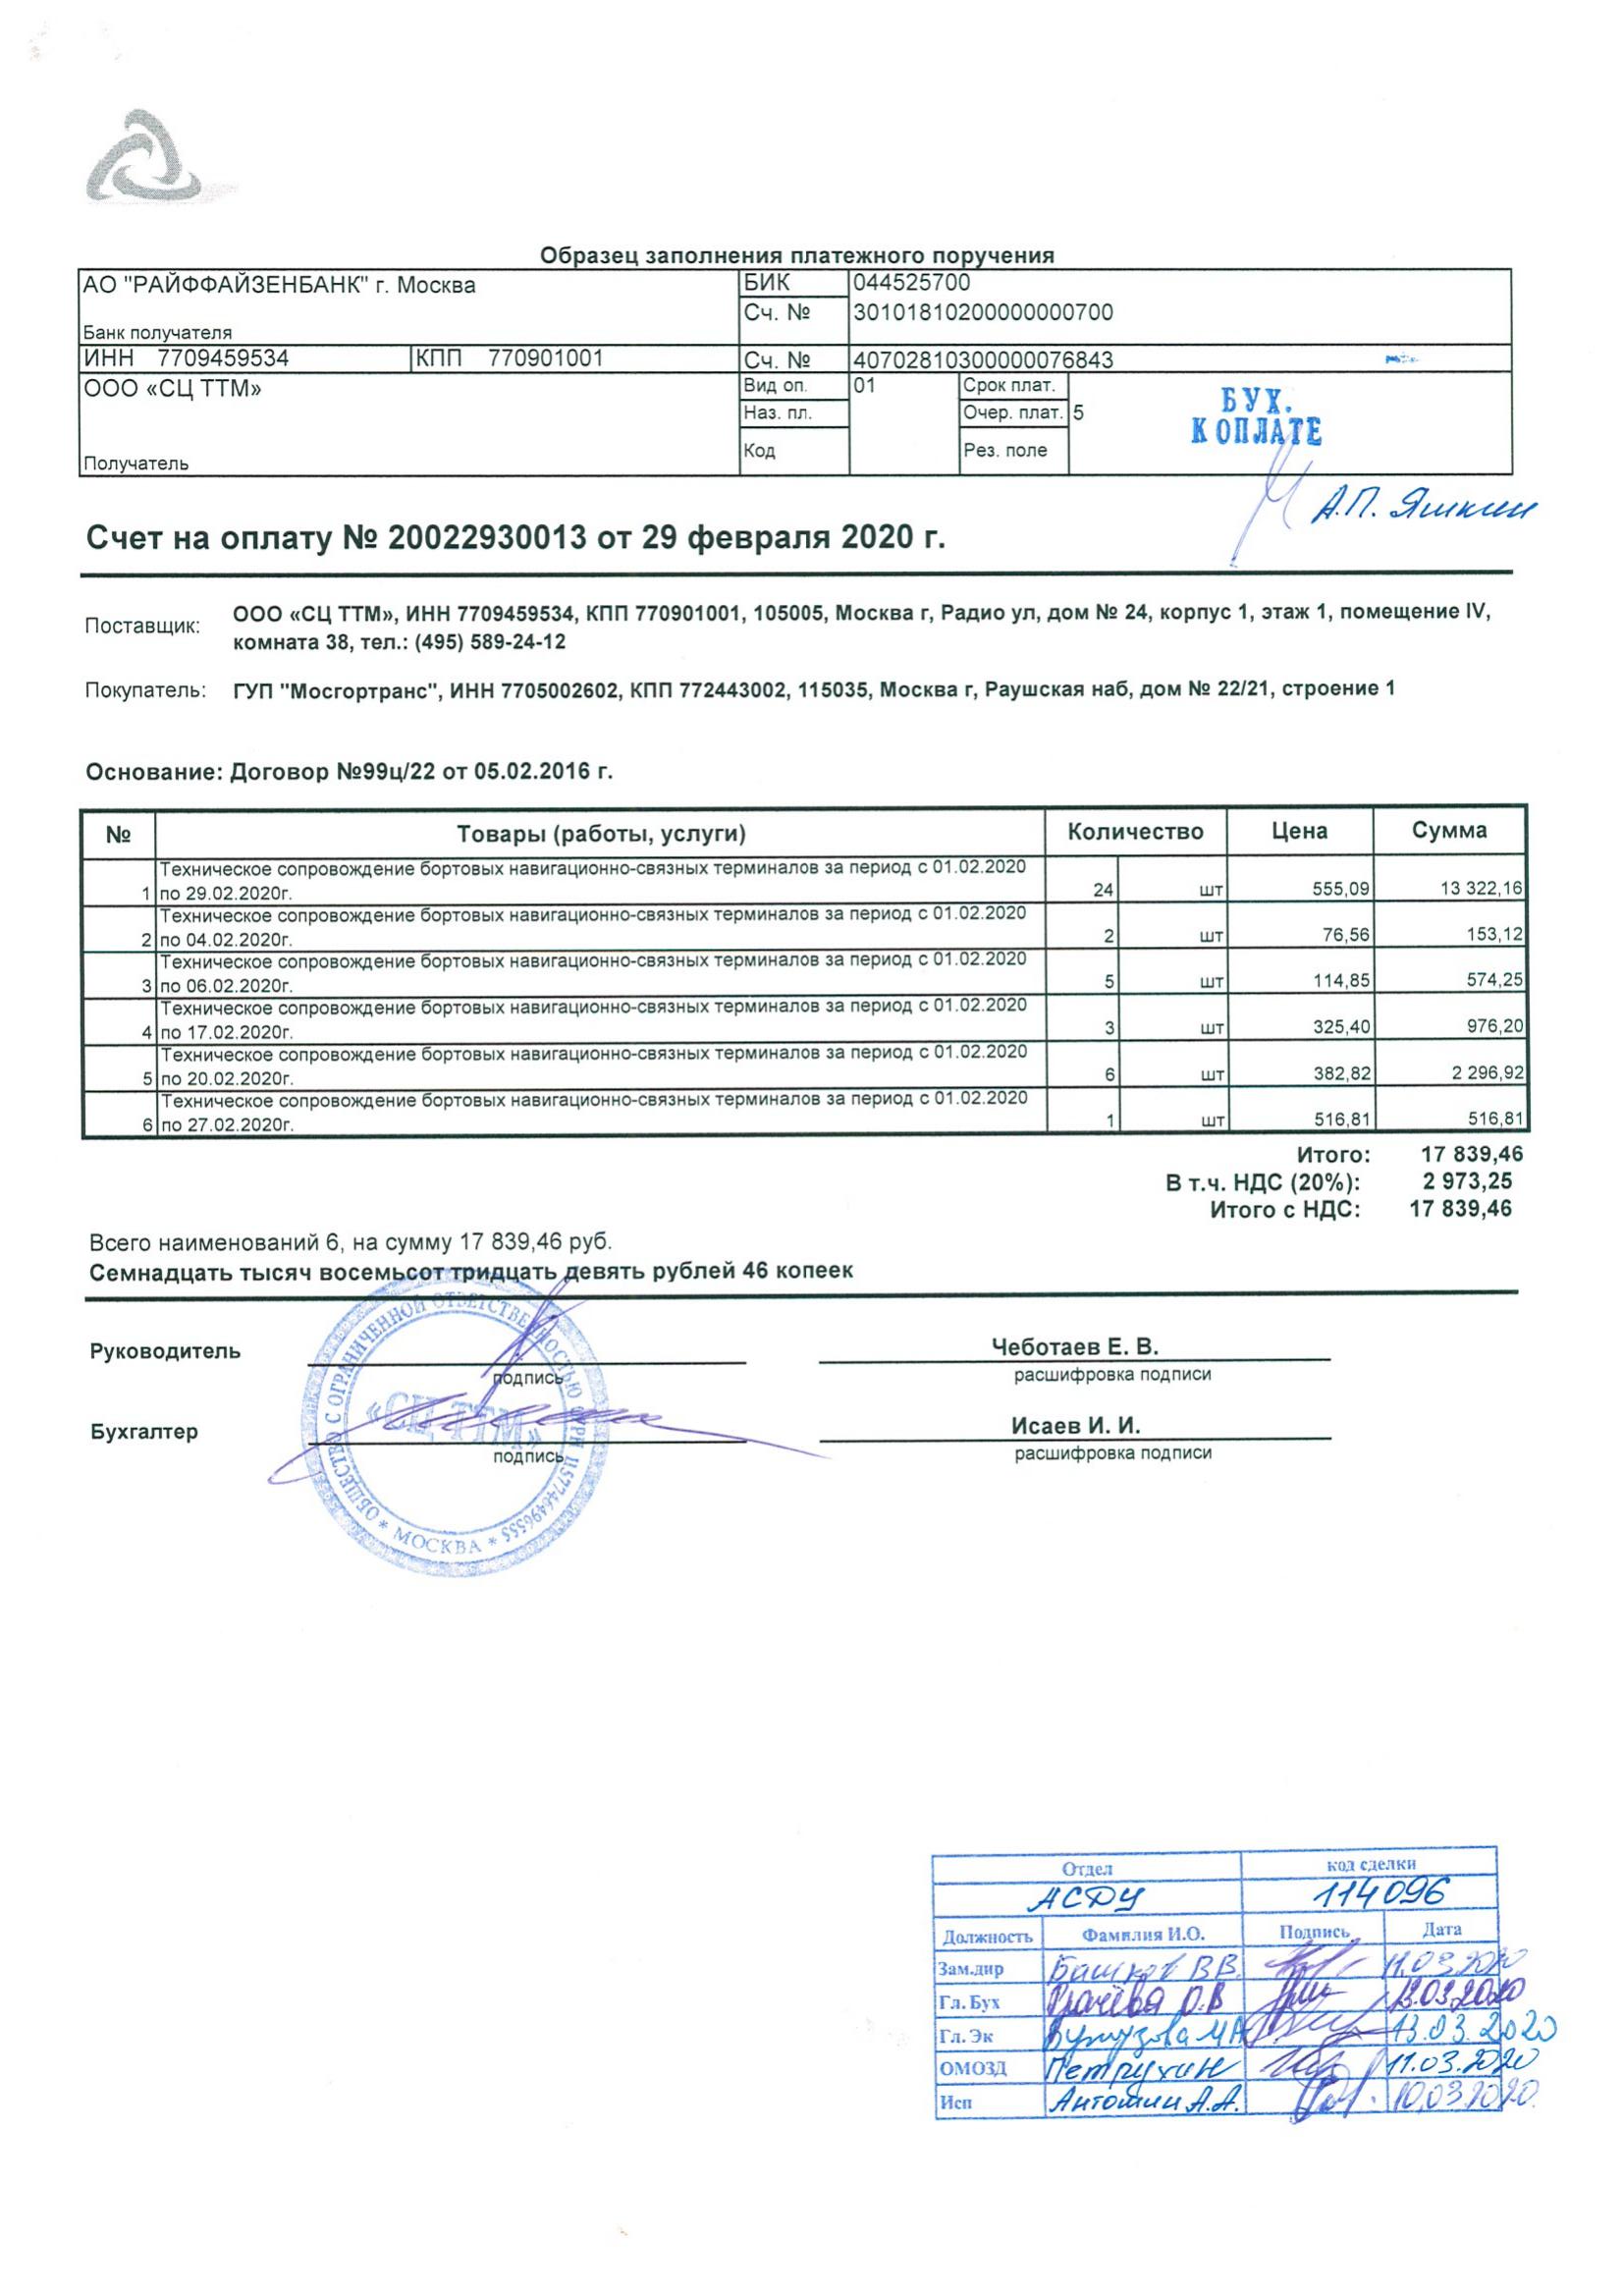 Образец заполнения платежного поручения
АО "РАЙФФАЙЗЕНБАНК" г. Москва
БИК 044525700
Сч. № 30101810200000000700
Банк получателя
ИНН 7709459534 КПП 770901001 Сч. № 40702810300000076843
ООО «СЦ ТТМ»
Вид оп. 01 Срок плат.
Наз. пл. Очер. плат. 5
Код Рез. поле
Получатель
БУХ.
К ОПЛАТЕ
А.П. Яшкин
Счет на оплату № 20022930013 от 29 февраля 2020 г.
Поставщик: ООО «СЦ ТТМ», ИНН 7709459534, КПП 770901001, 105005, Москва г, Радио ул, дом № 24, корпус 1, этаж 1, помещение IV,
комната 38, тел.: (495) 589-24-12
Покупатель: ГУП "Мосгортранс", ИНН 7705002602, КПП 772443002, 115035, Москва г, Раушская наб, дом № 22/21, строение 1
Основание: Договор №99ц/22 от 05.02.2016 г.
№ Товары (работы, услуги) Количество Цена Сумма
Техническое сопровождение бортовых навигационно-связных терминалов за период с 01.02.2020
1 по 29.02.2020г. 24 шт 555,09 13 322,16
Техническое сопровождение бортовых навигационно-связных терминалов за период с 01.02.2020
2 по 04.02.2020г. 2 шт 76,56 153,12
Техническое сопровождение бортовых навигационно-связных терминалов за период с 01.02.2020
3 по 06.02.2020г. 5 шт 114,85 574,25
Техническое сопровождение бортовых навигационно-связных терминалов за период с 01.02.2020
4 по 17.02.2020г. 3 шт 325,40 976,20
Техническое сопровождение бортовых навигационно-связных терминалов за период с 01.02.2020
5 по 20.02.2020г. 6 шт 382,82 2 296,92
Техническое сопровождение бортовых навигационно-связных терминалов за период с 01.02.2020
6 по 27.02.2020г. 1 шт 516,81 516,81
Итого: 17 839,46
В т.ч. НДС (20%): 2 973,25
Итого с НДС: 17 839,46
Всего наименований 6, на сумму 17 839,46 руб.
Семнадцать тысяч восемьсот тридцать девять рублей 46 копеек
Руководитель Чеботаев Е. В.
подпись расшифровка подписи
Бухгалтер Исаев И. И.
подпись расшифровка подписи
ОБЩЕСТВО С ОГРАНИЧЕННОЙ ОТВЕТСТВЕННОСТЬЮ ОГРН 1157746496555
«СЦ ТТМ»
* МОСКВА *
Отдел код сделки
АСДУ 114096
Должность Фамилия И.О. Подпись Дата
Зам.дир Башков В.В. 11.03.2020
Гл. Бух Грачёва О.В 13.03.2020
Гл. Эк 13.03.2020
ОМОЗД Петрухин 11.03.2020
Исп Антошин А.А. 10.03.2020